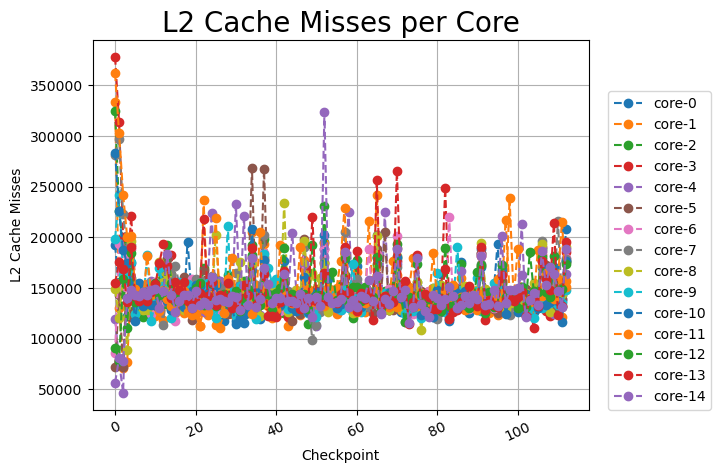 L2 Cache Misses per Core
350000
300000
250000
200000
150000
100000
50000
L2 Cache Misses
0
20
40
60
80
100
Checkpoint
core-0
core-1
core-2
core-3
core-4
core-5
core-6
core-7
core-8
core-9
core-10
core-11
core-12
core-13
core-14